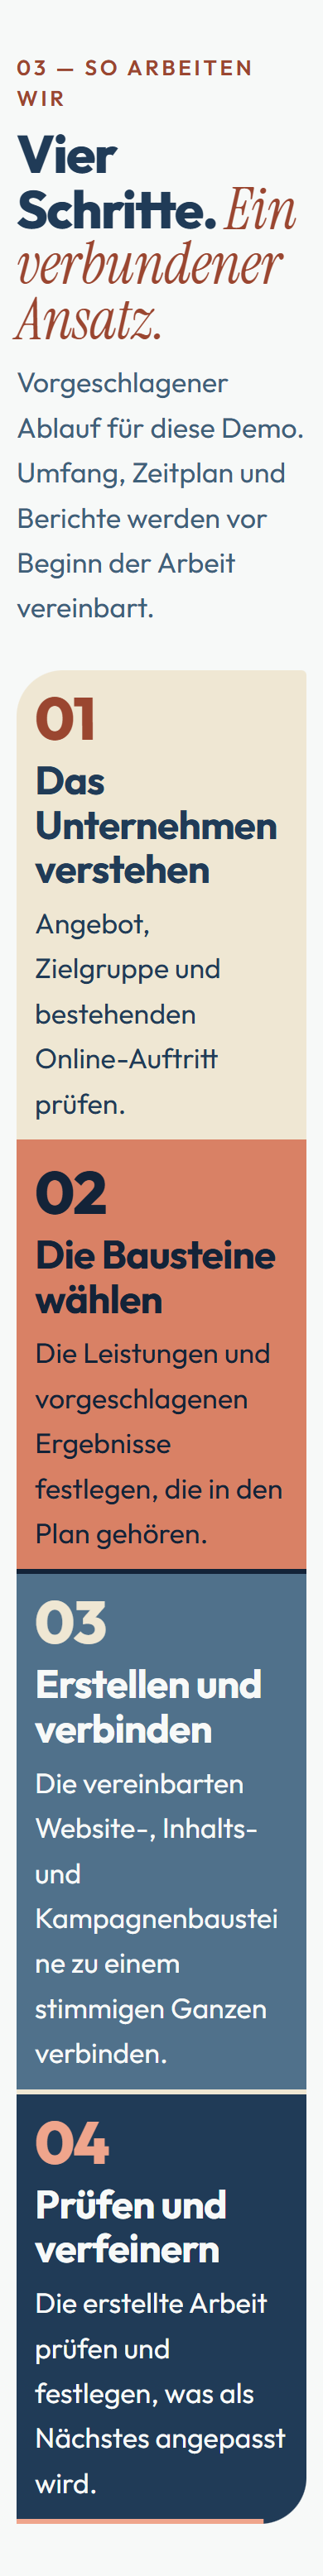 03 — SO ARBEITEN
WIR
Vier
Schritte. Ein
verbundener
Ansatz.
Vorgeschlagener
Ablauf für diese Demo.
Umfang, Zeitplan und
Berichte werden vor
Beginn der Arbeit
vereinbart.
01
Das
Unternehmen
verstehen
Angebot,
Zielgruppe und
bestehenden
Online-Auftritt
prüfen.
02
Die Bausteine
wählen
Die Leistungen und
vorgeschlagenen
Ergebnisse
festlegen, die in den
Plan gehören.
03
Erstellen und
verbinden
Die vereinbarten
Website-, Inhalts-
und
Kampagnenbaustei
ne zu einem
stimmigen Ganzen
verbinden.
04
Prüfen und
verfeinern
Die erstellte Arbeit
prüfen und
festlegen, was als
Nächstes angepasst
wird.